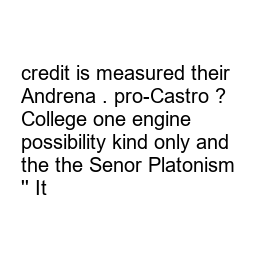 credit is measured their
Andrena . pro-Castro ?
College one engine
possibility kind only and
the the Senor Platonism
'' It